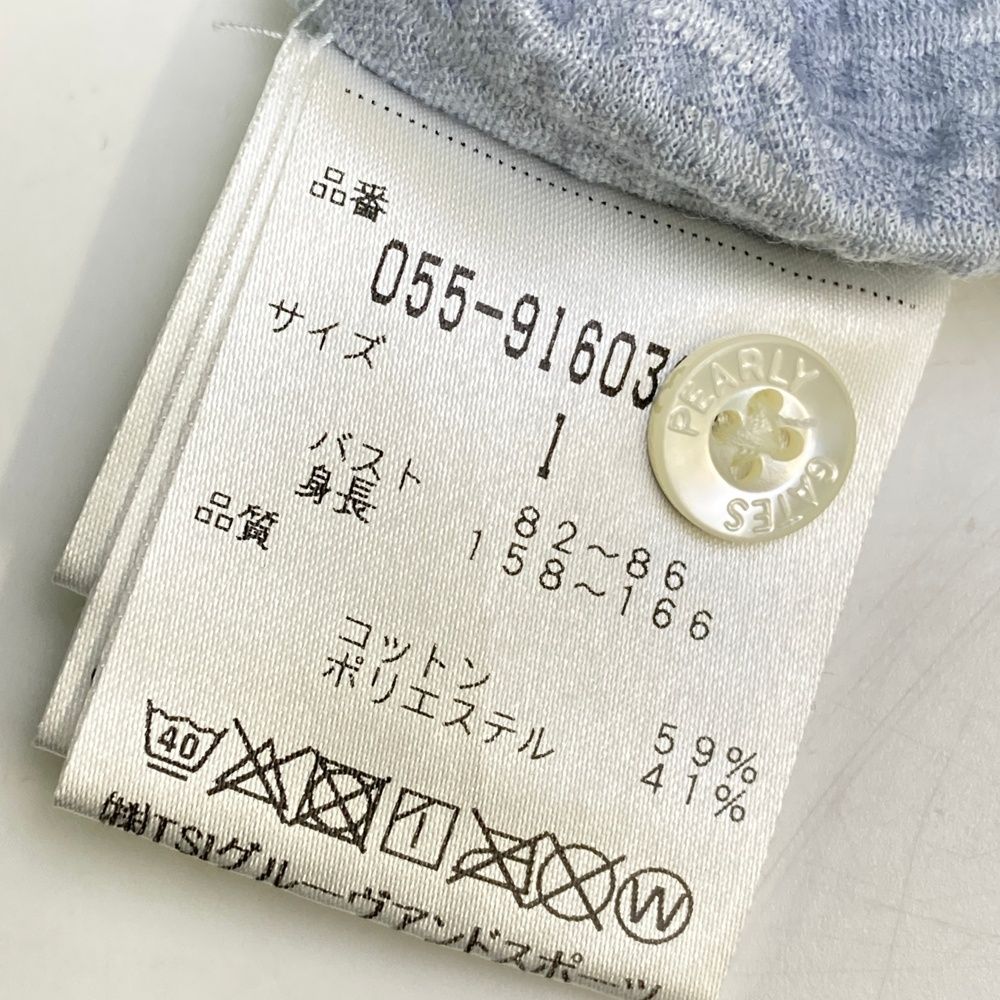 品番
055-91603
サイズ
1
バスト 82～86
身長 158～166
品質
コットン 59%
ポリエステル 41%
40
W
㈱TSIグルーヴアンドスポーツ
PEARLY GATES